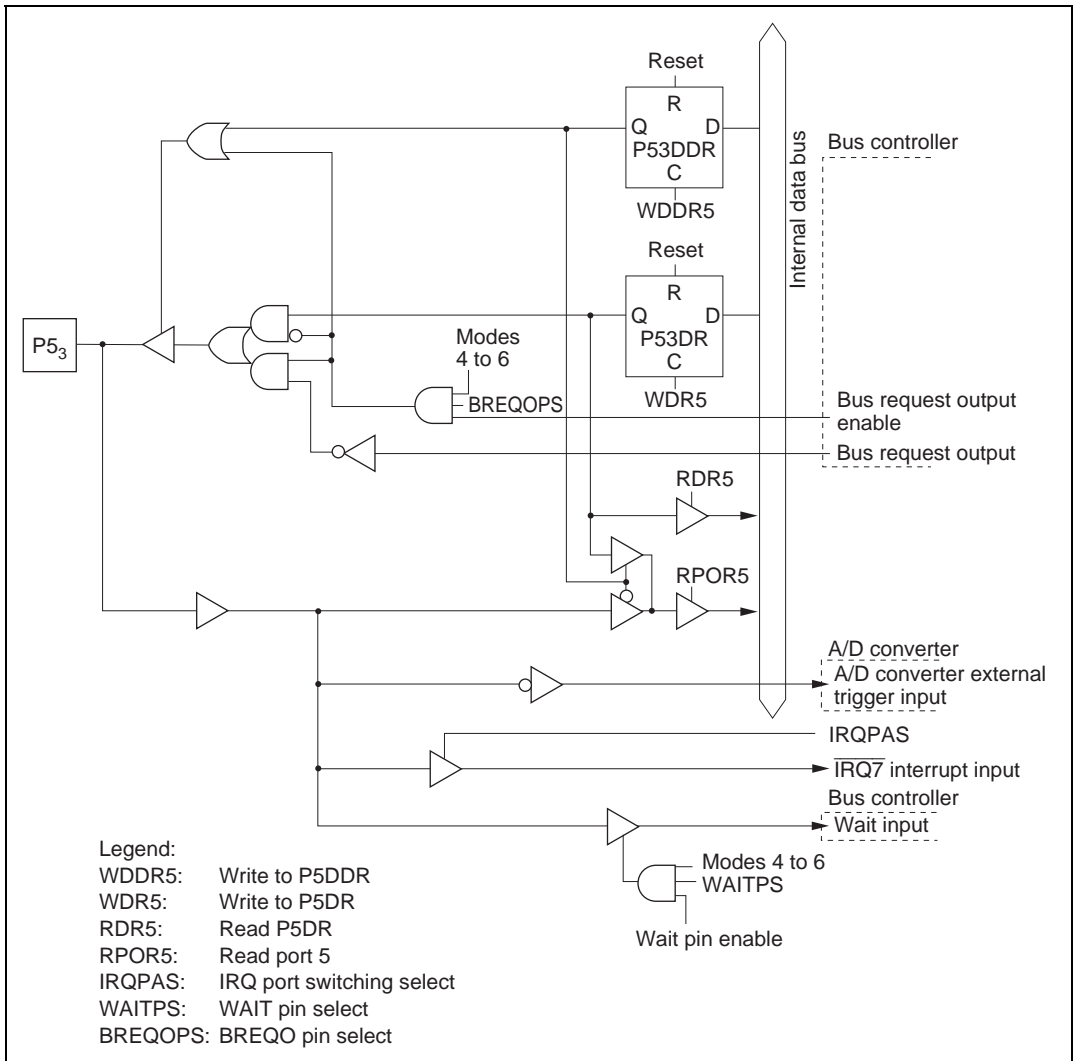 Reset
R
Q D
P53DDR
C
WDDR5
Internal data bus
Bus controller
Reset
R
Q D
P53DR
C
WDR5
P5₃
Modes
4 to 6
BREQOPS
Bus request output
enable
Bus request output
RDR5
RPOR5
A/D converter
A/D converter external
trigger input
IRQPAS
I̅R̅Q̅7̅ interrupt input
Bus controller
Wait input
Modes 4 to 6
WAITPS
Wait pin enable
Legend:
WDDR5: Write to P5DDR
WDR5: Write to P5DR
RDR5: Read P5DR
RPOR5: Read port 5
IRQPAS: IRQ port switching select
WAITPS: WAIT pin select
BREQOPS: BREQO pin select